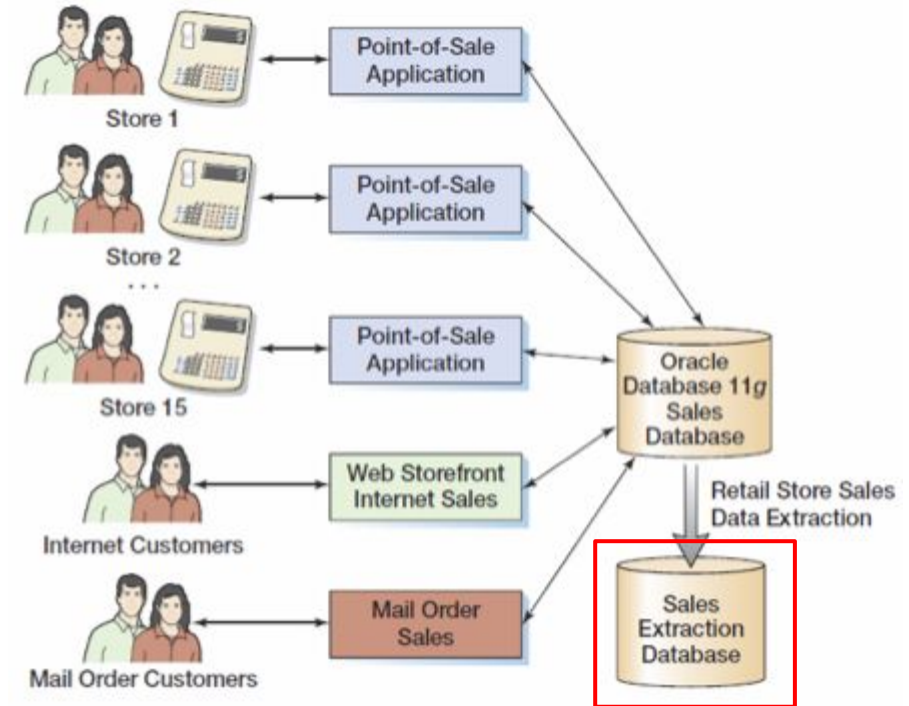 Point-of-Sale
Application
Store 1
Point-of-Sale
Application
Store 2
...
Point-of-Sale
Application
Store 15
Oracle
Database 11g
Sales
Database
Web Storefront
Internet Sales
Internet Customers
Retail Store Sales
Data Extraction
Mail Order
Sales
Mail Order Customers
Sales
Extraction
Database